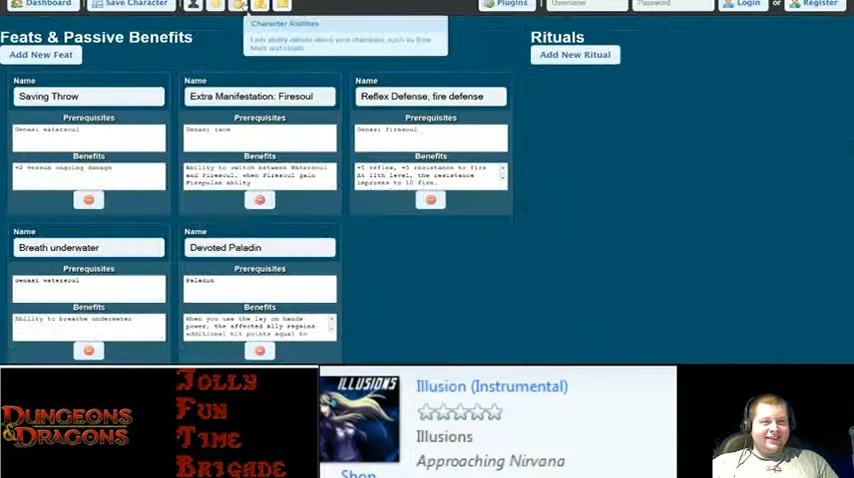 Dashboard
Save Character
Plugins
Username
Password
Login
or
Register
Character Abilities
Feats & Passive Benefits
Rituals
Add New Feat
Add New Ritual
Name
Saving Throw
Prerequisites
Genasi watersoul
Benefits
+2 versus ongoing damage
Name
Extra Manifestation: Firesoul
Prerequisites
Genasi race
Benefits
Ability to switch between Watersoul
and Firesoul, when Firesoul gain
Firepulse abilty
Name
Reflex Defense, fire defense
Prerequisites
Genasi firesoul
Benefits
+1 reflex, +5 resistance to fire
At 11th level, the resistance
improves to 10 fire.
Name
Breath underwater
Prerequisites
Genasi watersoul
Benefits
Ability to breathe underwater
Name
Devoted Paladin
Prerequisites
Paladin
Benefits
When you use the lay on hands
power, the affected ally regains
additional hit points equal to
DUNGEONS
& DRAGONS
Jolly
Fun
Time
Brigade
ILLUSIONS
Shop
Illusion (Instrumental)
Illusions
Approaching Nirvana